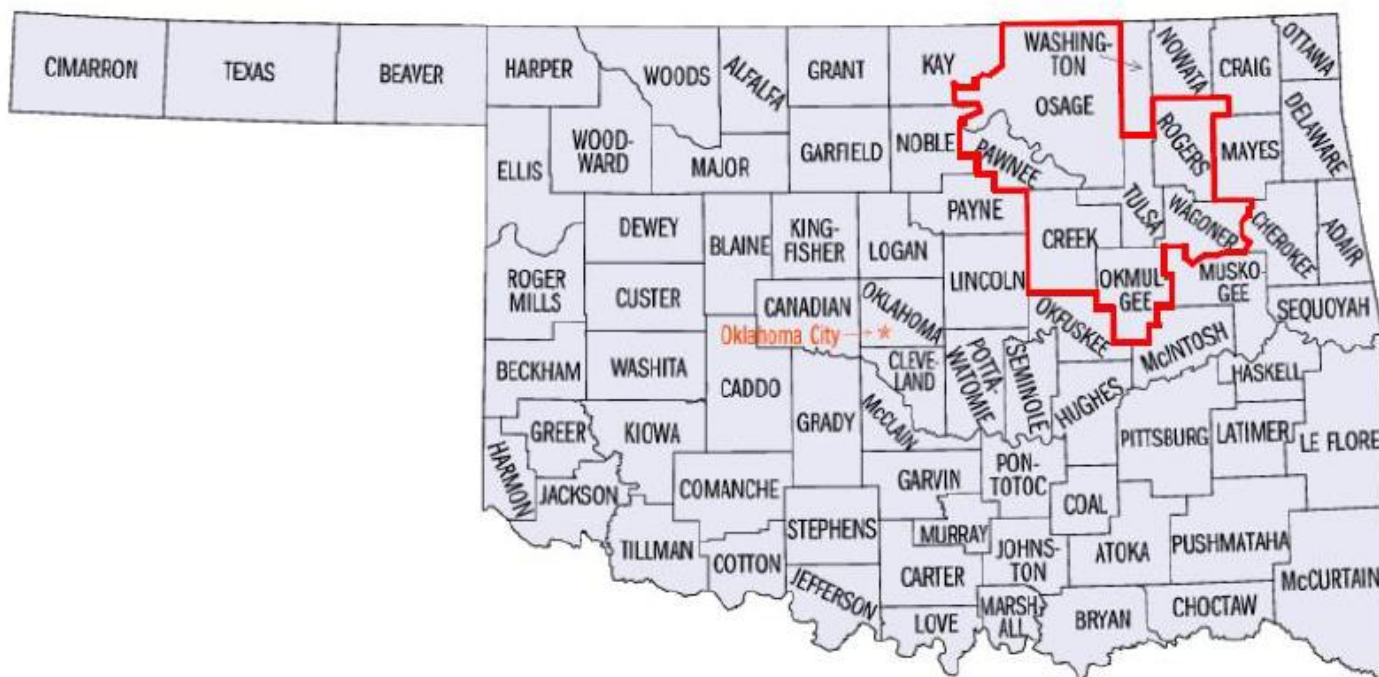 CIMARRON
TEXAS
BEAVER
HARPER
WOODS
ALFALFA
GRANT
KAY
WASHING-
TON
OSAGE
NOWATA
CRAIG
OTTAWA
DELAWARE
ELLIS
WOOD-
WARD
MAJOR
GARFIELD
NOBLE
PAWNEE
ROGERS
MAYES
DEWEY
BLAINE
KING-
FISHER
LOGAN
PAYNE
CREEK
TULSA
WAGONER
CHEROKEE
ADAIR
ROGER
MILLS
CUSTER
CANADIAN
OKLAHOMA
LINCOLN
OKMUL-
GEE
MUSKO-
GEE
SEQUOYAH
Oklahoma City
OKFUSKEE
McINTOSH
BECKHAM
WASHITA
CADDO
GRADY
CLEVE-
LAND
McCLAIN
POTTA-
WATOMIE
SEMINOLE
HUGHES
HASKELL
PITTSBURG
LATIMER
LE FLORE
HARMON
GREER
KIOWA
JACKSON
COMANCHE
GARVIN
PON-
TOTOC
COAL
TILLMAN
COTTON
STEPHENS
MURRAY
JOHNS-
TON
ATOKA
PUSHMATAHA
McCURTAIN
JEFFERSON
CARTER
LOVE
MARSH-
ALL
BRYAN
CHOCTAW